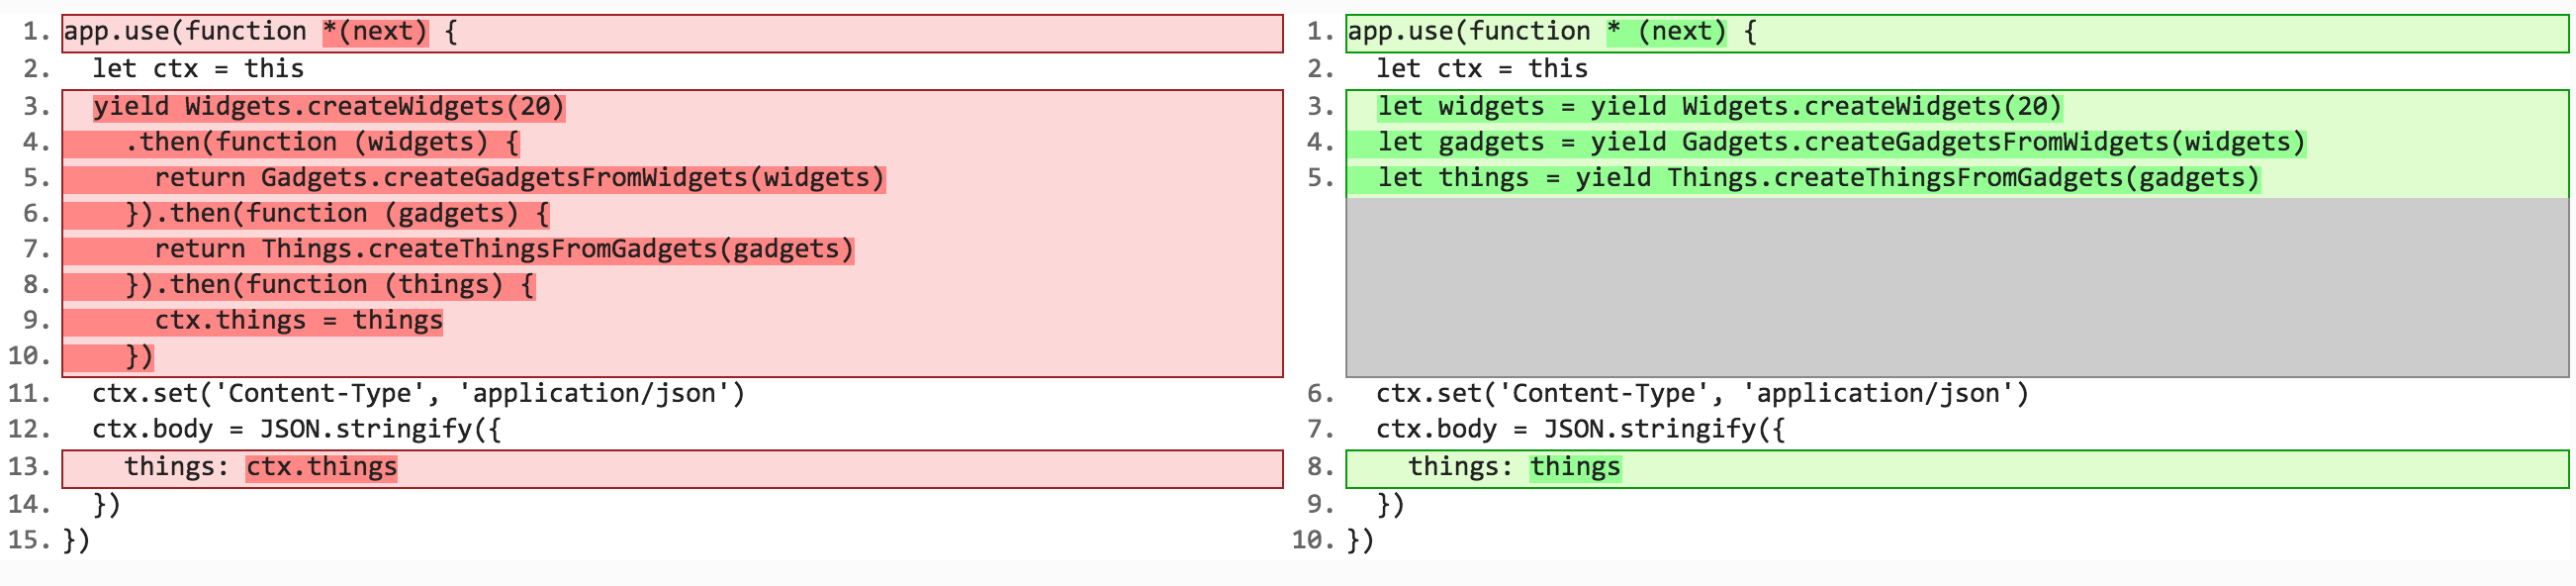 1. app.use(function *(next) {
2.   let ctx = this
3.   yield Widgets.createWidgets(20)
4.     .then(function (widgets) {
5.       return Gadgets.createGadgetsFromWidgets(widgets)
6.     }).then(function (gadgets) {
7.       return Things.createThingsFromGadgets(gadgets)
8.     }).then(function (things) {
9.       ctx.things = things
10.     })
11.   ctx.set('Content-Type', 'application/json')
12.   ctx.body = JSON.stringify({
13.     things: ctx.things
14.   })
15. })
1. app.use(function * (next) {
2.   let ctx = this
3.   let widgets = yield Widgets.createWidgets(20)
4.   let gadgets = yield Gadgets.createGadgetsFromWidgets(widgets)
5.   let things = yield Things.createThingsFromGadgets(gadgets)
6.   ctx.set('Content-Type', 'application/json')
7.   ctx.body = JSON.stringify({
8.     things: things
9.   })
10. })